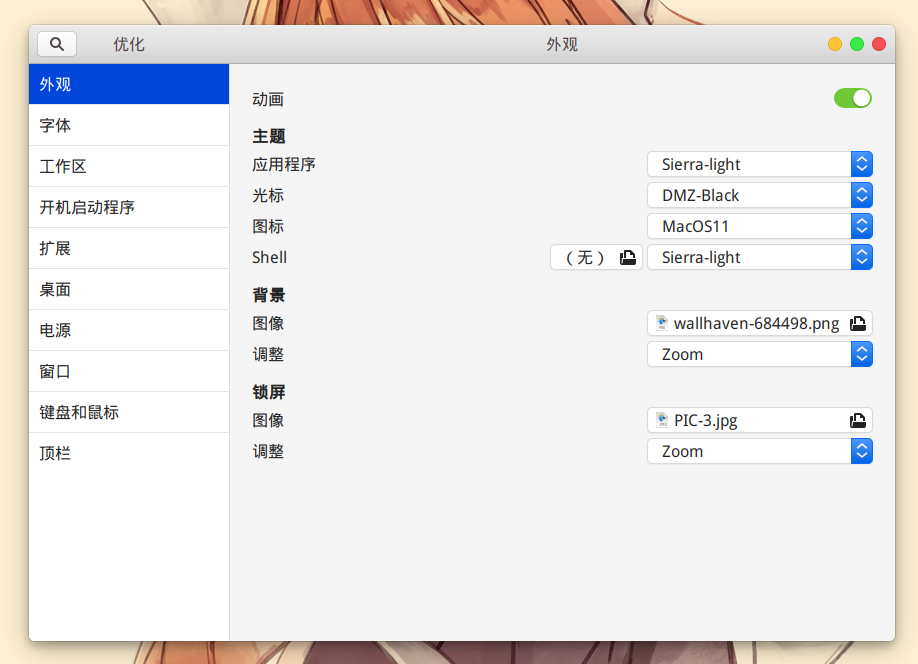 优化
外观
外观
字体
工作区
开机启动程序
扩展
桌面
电源
窗口
键盘和鼠标
顶栏
动画
主题
应用程序 Sierra-light
光标 DMZ-Black
图标 MacOS11
Shell （无） Sierra-light
背景
图像 wallhaven-684498.png
调整 Zoom
锁屏
图像 PIC-3.jpg
调整 Zoom